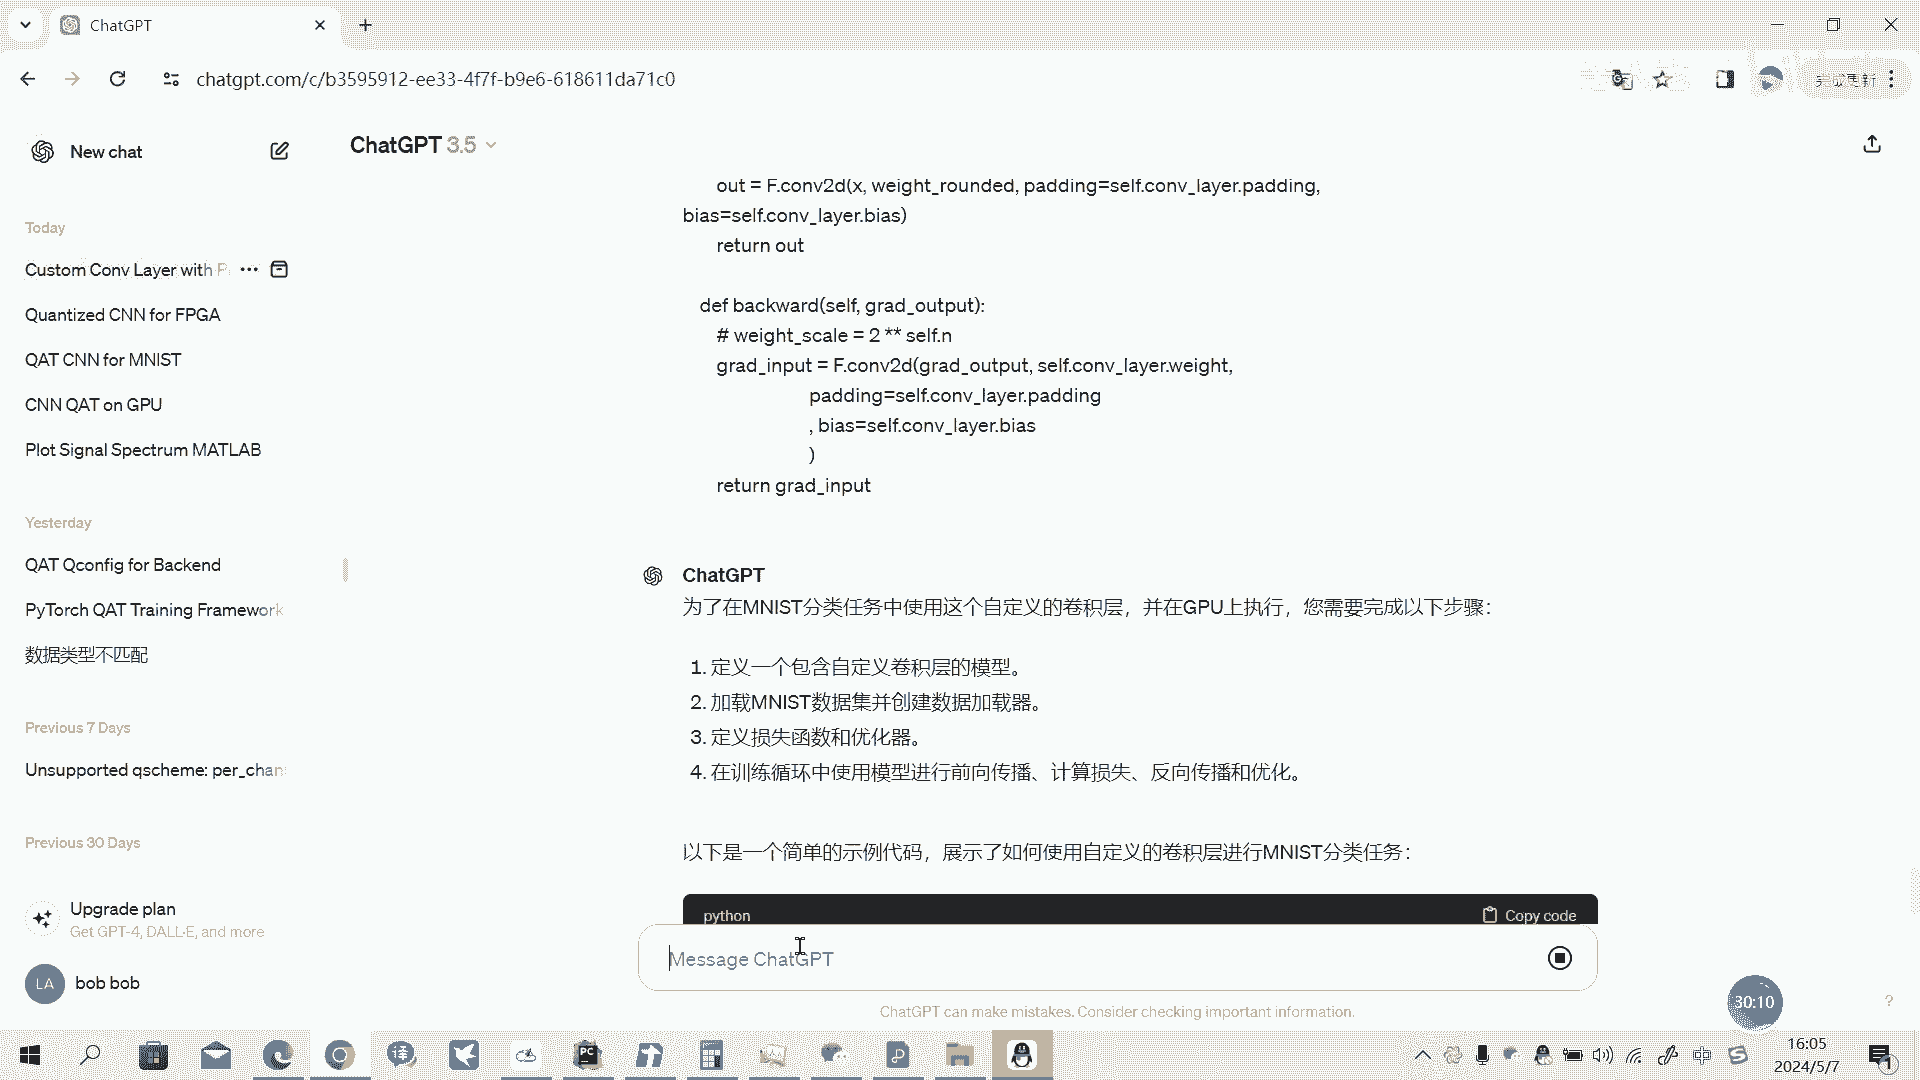 ChatGPT
chatgpt.com/c/b3595912-ee33-4f7f-b9e6-618611da71c0
完成更新
New chat
ChatGPT 3.5
Today
Custom Conv Layer with
Quantized CNN for FPGA
QAT CNN for MNIST
CNN QAT on GPU
Plot Signal Spectrum MATLAB
Yesterday
QAT Qconfig for Backend
PyTorch QAT Training Framework
数据类型不匹配
Previous 7 Days
Unsupported qscheme: per_chan
Previous 30 Days
Upgrade plan
Get GPT-4, DALL·E, and more
LA
bob bob
out = F.conv2d(x, weight_rounded, padding=self.conv_layer.padding,
bias=self.conv_layer.bias)
return out
def backward(self, grad_output):
# weight_scale = 2 ** self.n
grad_input = F.conv2d(grad_output, self.conv_layer.weight,
padding=self.conv_layer.padding
, bias=self.conv_layer.bias
)
return grad_input
ChatGPT
为了在MNIST分类任务中使用这个自定义的卷积层，并在GPU上执行，您需要完成以下步骤：
1. 定义一个包含自定义卷积层的模型。
2. 加载MNIST数据集并创建数据加载器。
3. 定义损失函数和优化器。
4. 在训练循环中使用模型进行前向传播、计算损失、反向传播和优化。
以下是一个简单的示例代码，展示了如何使用自定义的卷积层进行MNIST分类任务：
python
Copy code
Message ChatGPT
ChatGPT can make mistakes. Consider checking important information.
30:10
?
译
PC
中
16:05
2024/5/7
1